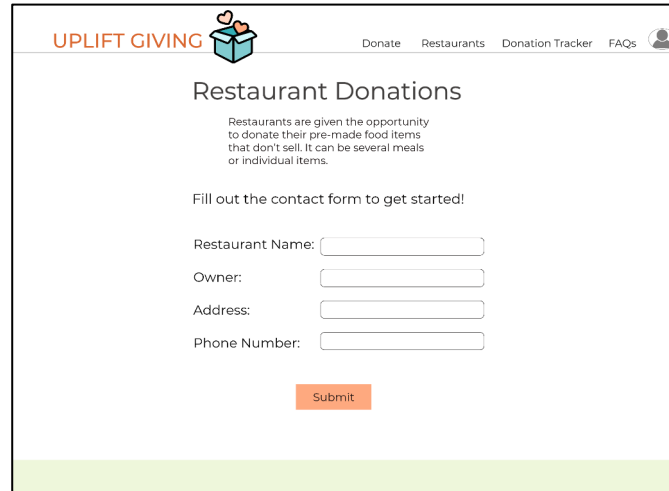 UPLIFT GIVING
Donate Restaurants Donation Tracker FAQs
Restaurant Donations
Restaurants are given the opportunity
to donate their pre-made food items
that don't sell. It can be several meals
or individual items.
Fill out the contact form to get started!
Restaurant Name:
Owner:
Address:
Phone Number:
Submit